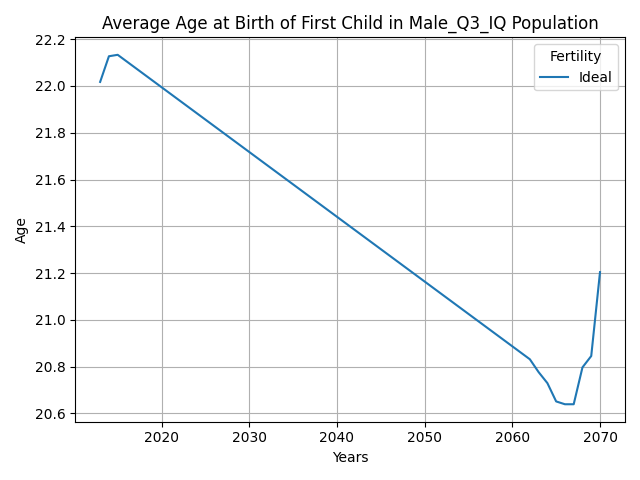 Average Age at Birth of First Child in Male_Q3_IQ Population
22.2
22.0
21.8
21.6
21.4
21.2
21.0
20.8
20.6
Age
Fertility
Ideal
2020 2030 2040 2050 2060 2070
Years